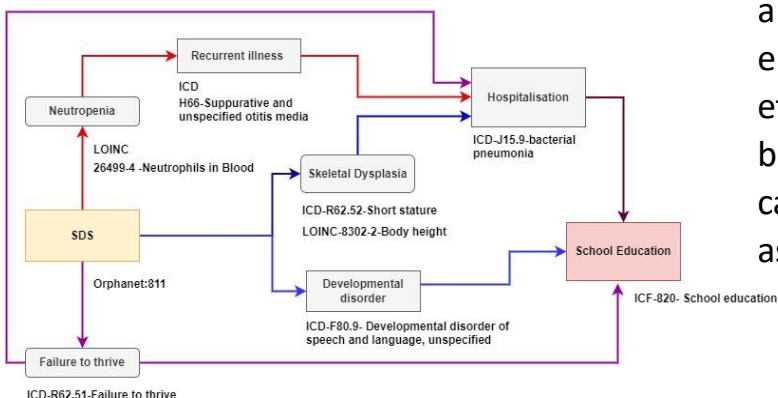 Recurrent illness
ICD
H66-Suppurative and
unspecified otitis media
Neutropenia
LOINC
26499-4 -Neutrophils in Blood
Hospitalisation
ICD-J15.9-bacterial
pneumonia
Skeletal Dysplasia
ICD-R62.52-Short stature
LOINC-8302-2-Body height
SDS
Orphanet:811
School Education
ICF-820- School education
Developmental
disorder
ICD-F80.9- Developmental disorder of
speech and language, unspecified
Failure to thrive
ICD-R62.51-Failure to thrive
a
e
b
ca
as